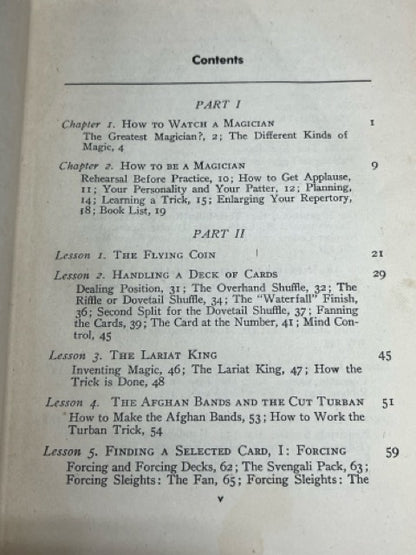 Contents
PART I
Chapter 1. How to Watch a Magician 1
The Greatest Magician?, 2; The Different Kinds of
Magic, 4
Chapter 2. How to be a Magician 9
Rehearsal Before Practice, 10; How to Get Applause,
11; Your Personality and Your Patter, 12; Planning,
14; Learning a Trick, 15; Enlarging Your Repertory,
18; Book List, 19
PART II
Lesson 1. The Flying Coin 21
Lesson 2. Handling a Deck of Cards 29
Dealing Position, 31; The Overhand Shuffle, 32; The
Riffle or Dovetail Shuffle, 34; The "Waterfall" Finish,
36; Second Split for the Dovetail Shuffle, 37; Fanning
the Cards, 39; The Card at the Number, 41; Mind Con-
trol, 45
Lesson 3. The Lariat King 45
Inventing Magic, 46; The Lariat King, 47; How the
Trick is Done, 48
Lesson 4. The Afghan Bands and the Cut Turban 51
How to Make the Afghan Bands, 53; How to Work the
Turban Trick, 54
Lesson 5. Finding a Selected Card, I: Forcing 59
Forcing and Forcing Decks, 62; The Svengali Pack, 63;
Forcing Sleights: The Fan, 65; Forcing Sleights: The
v